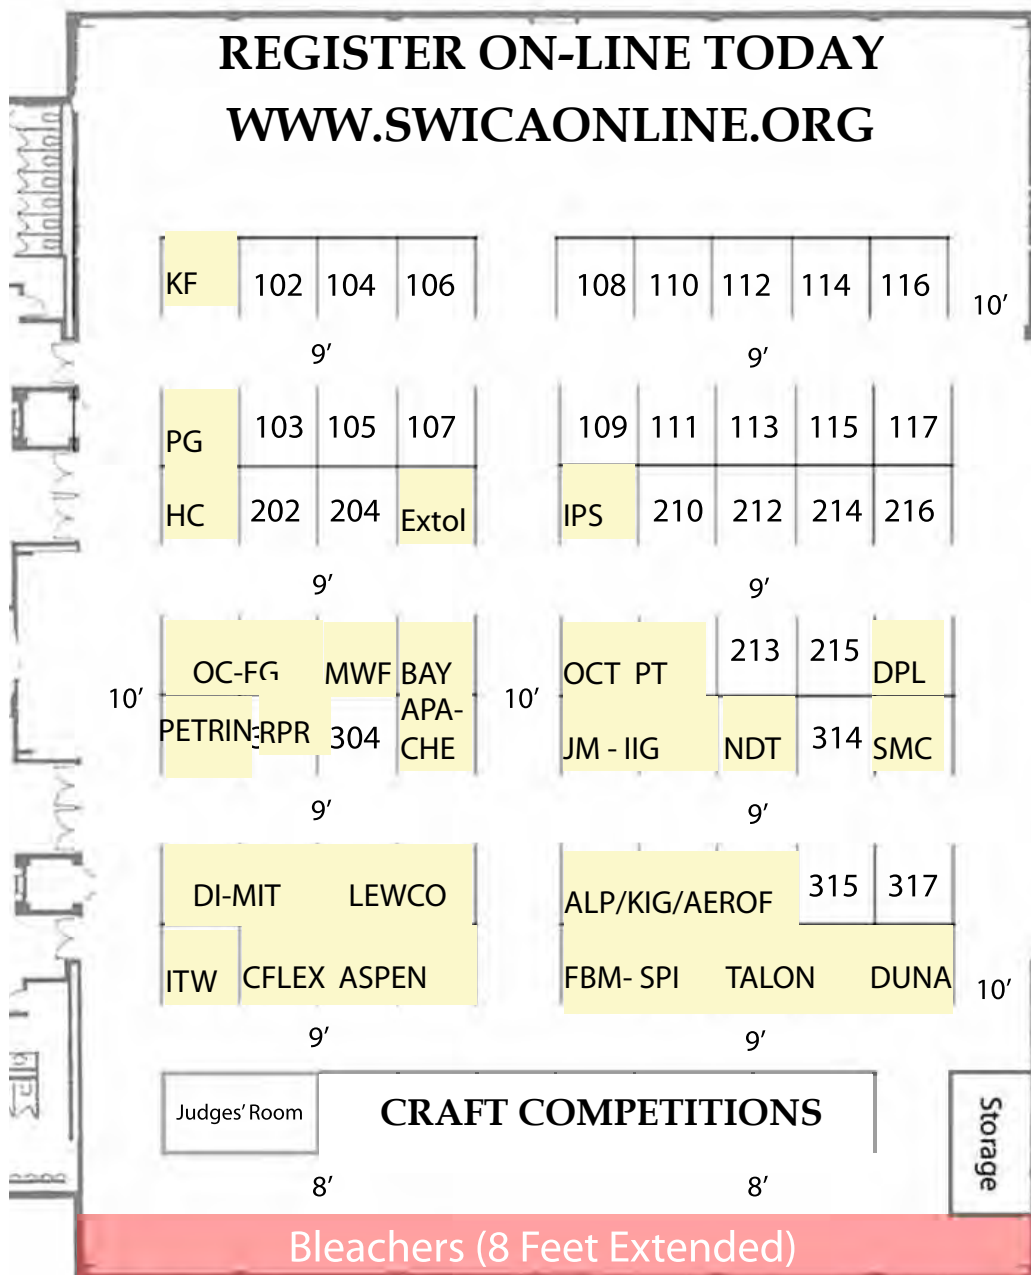 REGISTER ON-LINE TODAY
WWW.SWICAONLINE.ORG
KF 102 104 106 108 110 112 114 116
10’
9’ 9’
PG 103 105 107 109 111 113 115 117
HC 202 204 Extol IPS 210 212 214 216
9’ 9’
OC-FG MWF BAY OCT PT 213 215 DPL
10’ 10’
PETRIN RPR 304 APA-
CHE JM - IIG NDT 314 SMC
9’ 9’
DI-MIT LEWCO ALP/KIG/AEROF 315 317
ITW CFLEX ASPEN FBM- SPI TALON DUNA
10’
9’ 9’
Judges’ Room CRAFT COMPETITIONS
Storage
8’ 8’
Bleachers (8 Feet Extended)